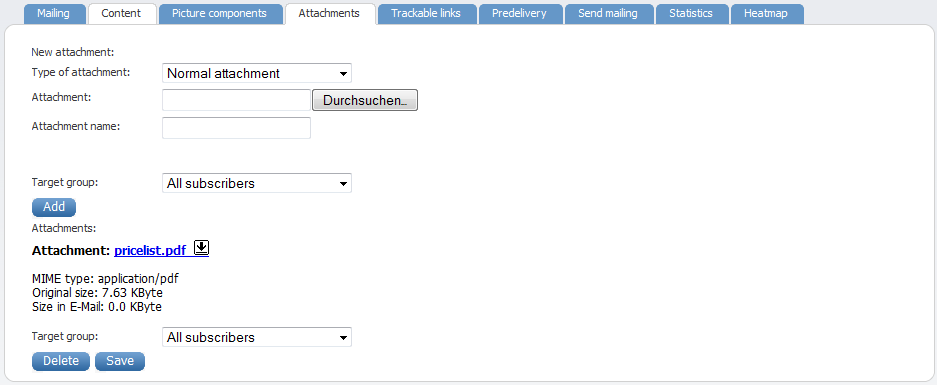 Mailing Content Picture components Attachments Trackable links Predelivery Send mailing Statistics Heatmap
New attachment:
Type of attachment: Normal attachment
Attachment: Durchsuchen...
Attachment name:
Target group: All subscribers
Add
Attachments:
Attachment: pricelist.pdf
MIME type: application/pdf
Original size: 7.63 KByte
Size in E-Mail: 0.0 KByte
Target group: All subscribers
Delete Save